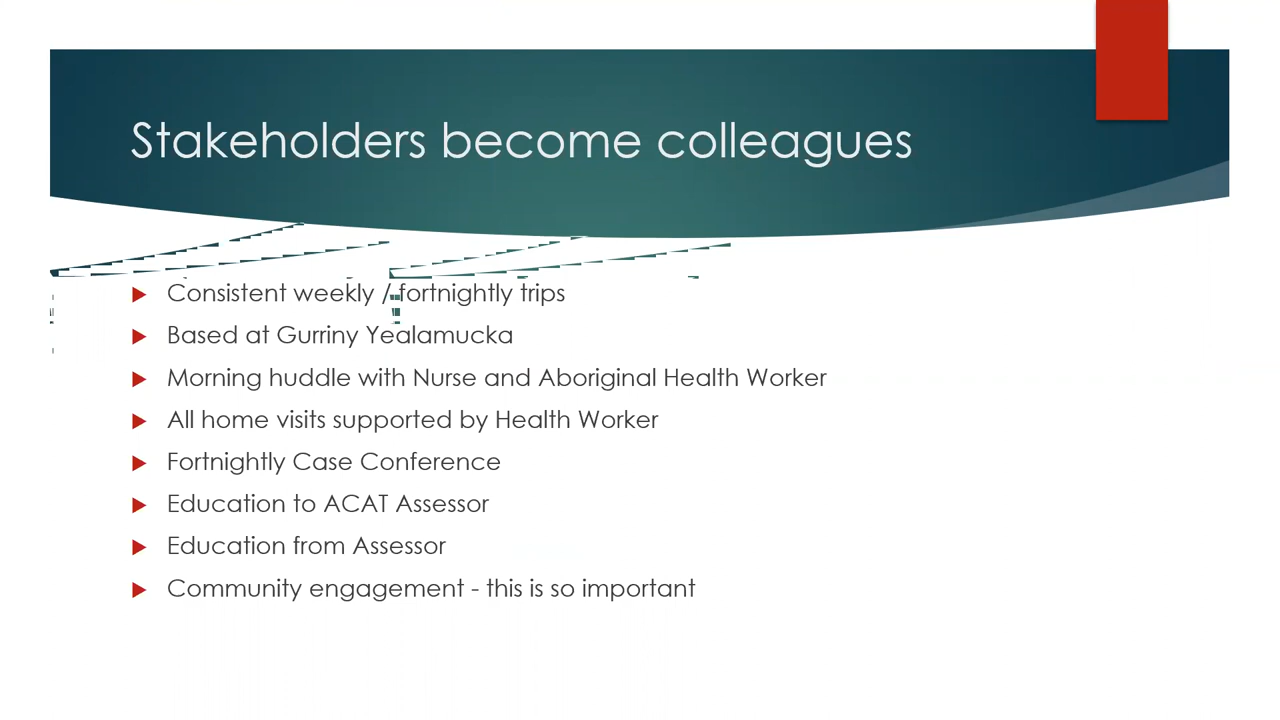 Stakeholders become colleagues
Consistent weekly / fortnightly trips
Based at Gurriny Yealamucka
Morning huddle with Nurse and Aboriginal Health Worker
All home visits supported by Health Worker
Fortnightly Case Conference
Education to ACAT Assessor
Education from Assessor
Community engagement - this is so important